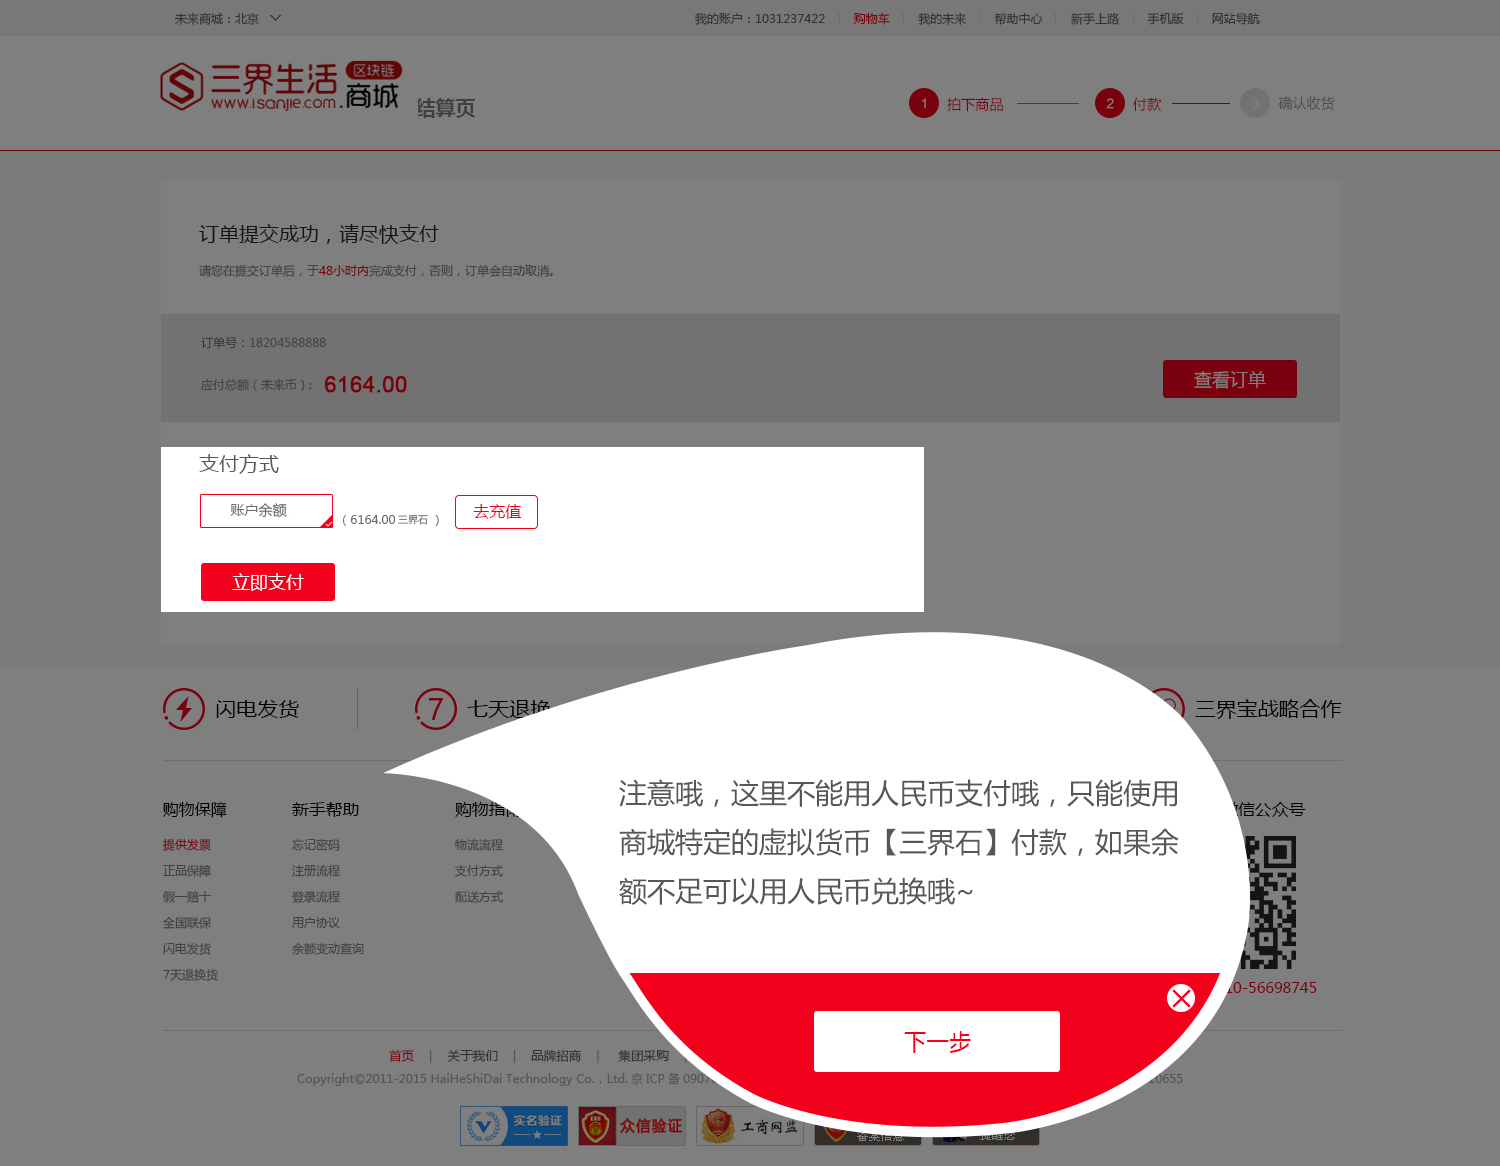 未来商城：北京
我的账户：1031237422 购物车 我的未来 帮助中心 新手上路 手机版 网站导航
三界生活 区块链
www.isanjie.com.商城
结算页
1 拍下商品 2 付款 3 确认收货
订单提交成功，请尽快支付
请您在提交订单后，于48小时内完成支付，否则，订单会自动取消。
订单号：18204588888
应付总额（未来币）： 6164.00
查看订单
支付方式
账户余额 （ 6164.00 三界石 ） 去充值
立即支付
闪电发货 7 七天退换 三界宝战略合作
注意哦，这里不能用人民币支付哦，只能使用
商城特定的虚拟货币【三界石】付款，如果余
额不足可以用人民币兑换哦~
下一步
购物保障
提供发票
正品保障
假一赔十
全国联保
闪电发货
7天退换货
新手帮助
忘记密码
注册流程
登录流程
用户协议
余额变动查询
购物指南
物流流程
支付方式
配送方式
信公众号
0-56698745
首页 | 关于我们 | 品牌招商 | 集团采购
Copyright©2011-2015 HaiHeShiDai Technology Co.，Ltd. 京 ICP 备 090 0655
实名验证 众信验证 工商网监